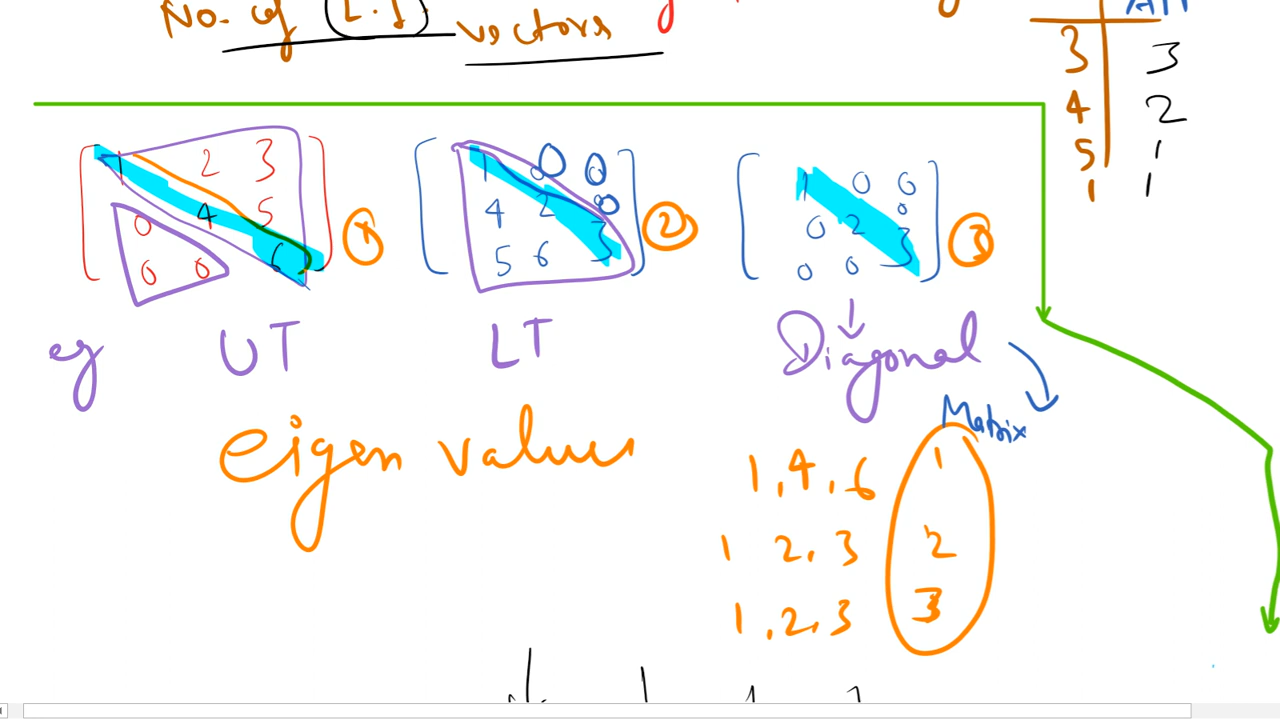 No. of L.I.
vectors
AM
3 3
4 2
5 1
1 1
1 2 3
0 4 5
0 0 6
1
1 0 0
4 2 0
5 6 3
2
1 0 0
0 2 0
0 0 3
3
eg UT LT Diagonal
Matrix
eigen values
1, 4, 6 1
1 2, 3 2
1, 2, 3 3